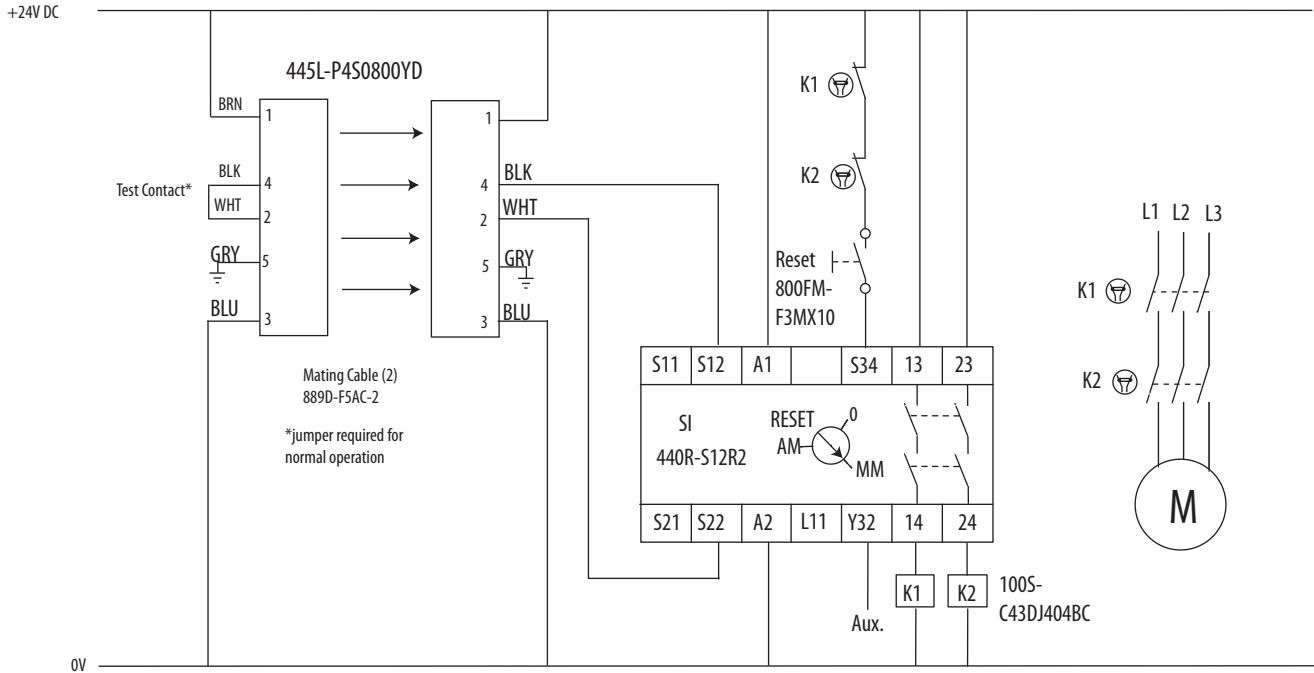 +24V DC
445L-P4S0800YD
BRN
1
BLK
4
Test Contact*
WHT
2
GRY
5
BLU
3
1
4
BLK
2
WHT
5
GRY
3
BLU
Mating Cable (2)
889D-F5AC-2
*jumper required for
normal operation
K1
K2
Reset
800FM-
F3MX10
S11 S12 A1 S34 13 23
SI
440R-S12R2
RESET
0
AM
MM
S21 S22 A2 L11 Y32 14 24
K1
K2
100S-
C43DJ404BC
Aux.
L1 L2 L3
K1
K2
M
0V